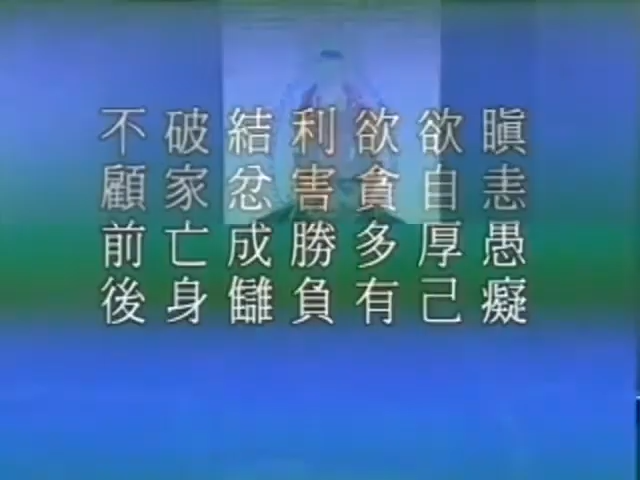 瞋恚愚癡
欲自厚己
欲貪多有
利害勝負
結忿成讎
破家亡身
不顧前後